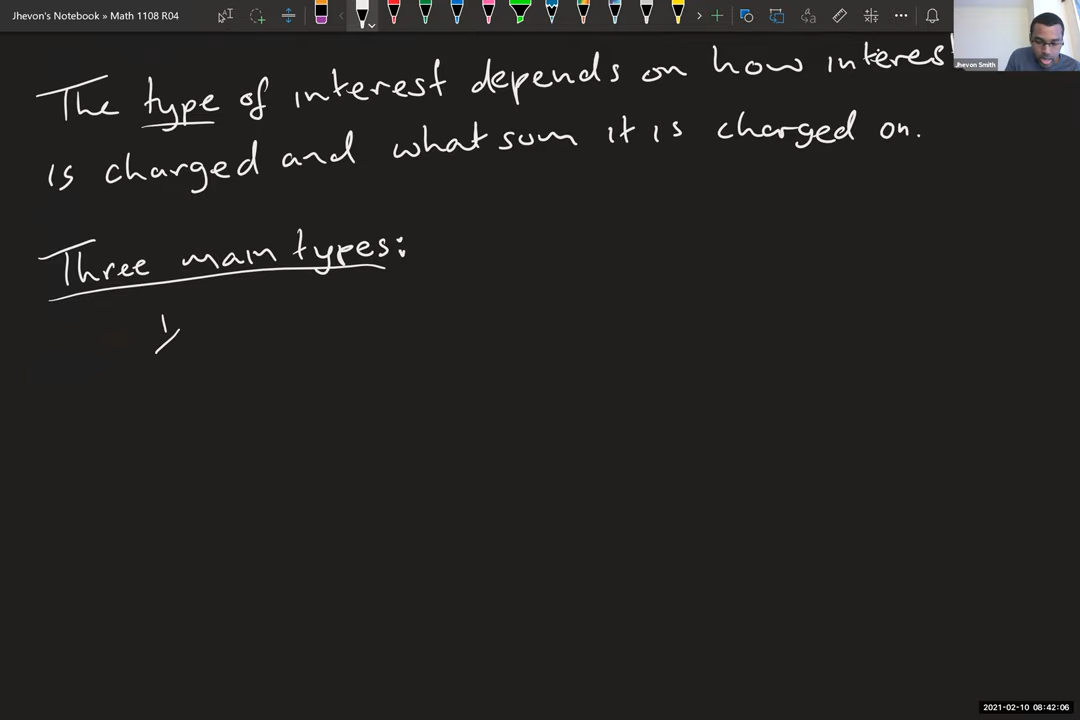 Jhevon's Notebook » Math 1108 R04
The type of interest depends on how interes
Jhevon Smith
is charged and what sum it is charged on.
Three main types:
1/
2021-02-10 08:42:06